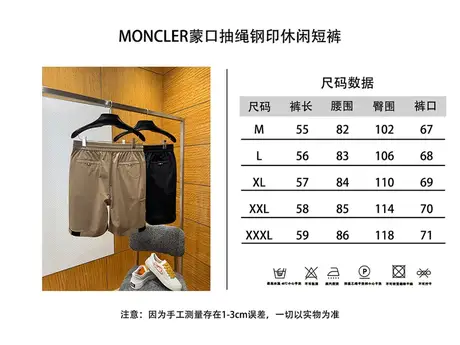 MONCLER蒙口抽绳钢印休闲短裤
尺码数据
尺码 裤长 腰围 臀围 裤口
M 55 82 102 67
L 56 83 106 68
XL 57 84 110 69
XXL 58 85 114 70
XXXL 59 86 118 71
注意：因为手工测量存在1-3cm误差，一切以实物为准